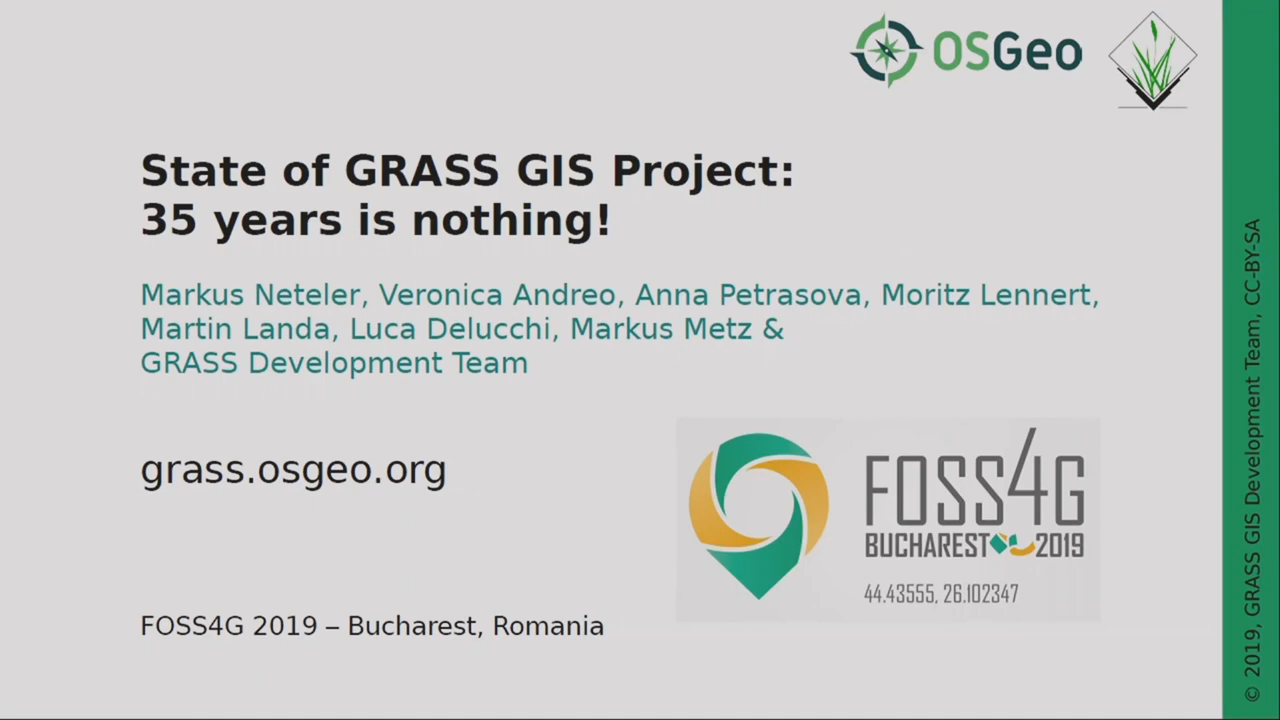 OSGeo
State of GRASS GIS Project:
35 years is nothing!
Markus Neteler, Veronica Andreo, Anna Petrasova, Moritz Lennert,
Martin Landa, Luca Delucchi, Markus Metz &
GRASS Development Team
grass.osgeo.org
FOSS4G
BUCHAREST 2019
44.43555, 26.102347
FOSS4G 2019 – Bucharest, Romania
© 2019, GRASS GIS Development Team, CC-BY-SA